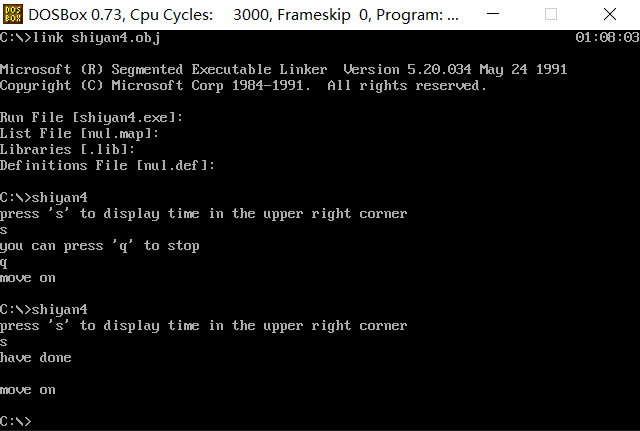 DOS BOX
DOSBox 0.73, Cpu Cycles: 3000, Frameskip 0, Program: ...
C:\>link shiyan4.obj 01:08:03
Microsoft (R) Segmented Executable Linker Version 5.20.034 May 24 1991
Copyright (C) Microsoft Corp 1984-1991. All rights reserved.
Run File [shiyan4.exe]:
List File [nul.map]:
Libraries [.lib]:
Definitions File [nul.def]:
C:\>shiyan4
press 's' to display time in the upper right corner
s
you can press 'q' to stop
q
move on
C:\>shiyan4
press 's' to display time in the upper right corner
s
have done
move on
C:\>